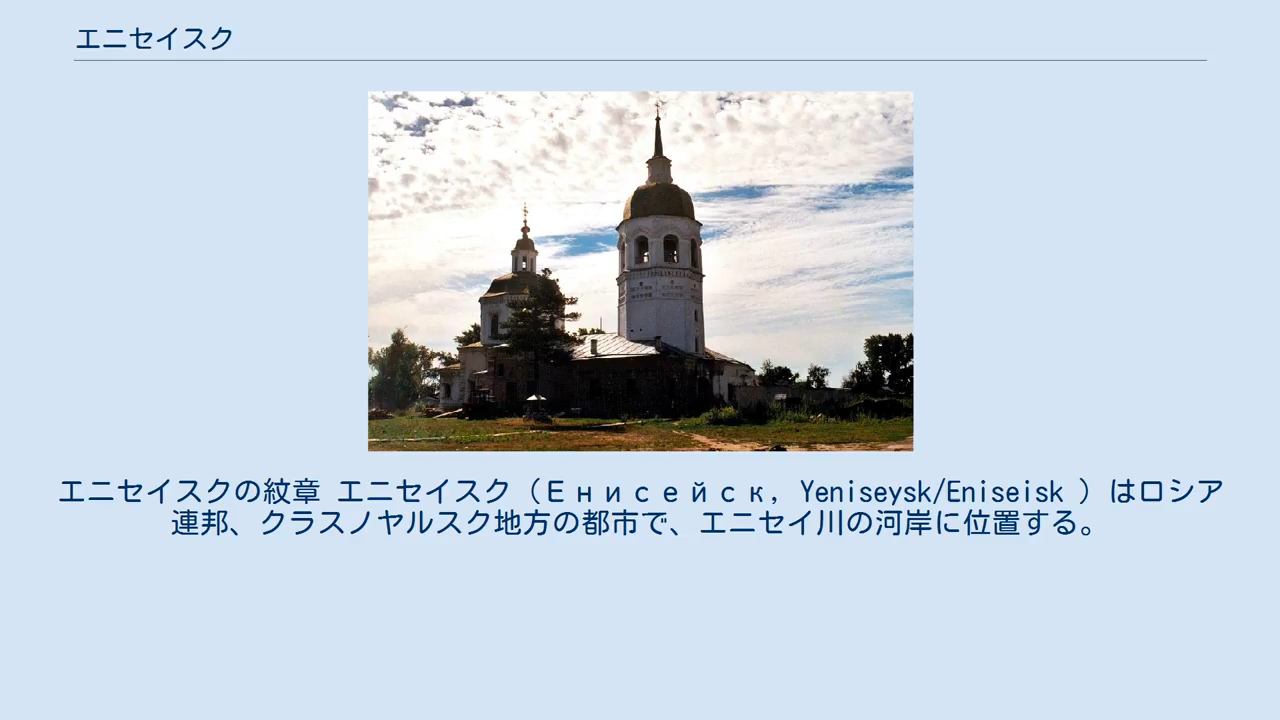 エニセイスク
エニセイスクの紋章 エニセイスク（Енисейск, Yeniseysk/Eniseisk ）はロシア
連邦、クラスノヤルスク地方の都市で、エニセイ川の河岸に位置する。